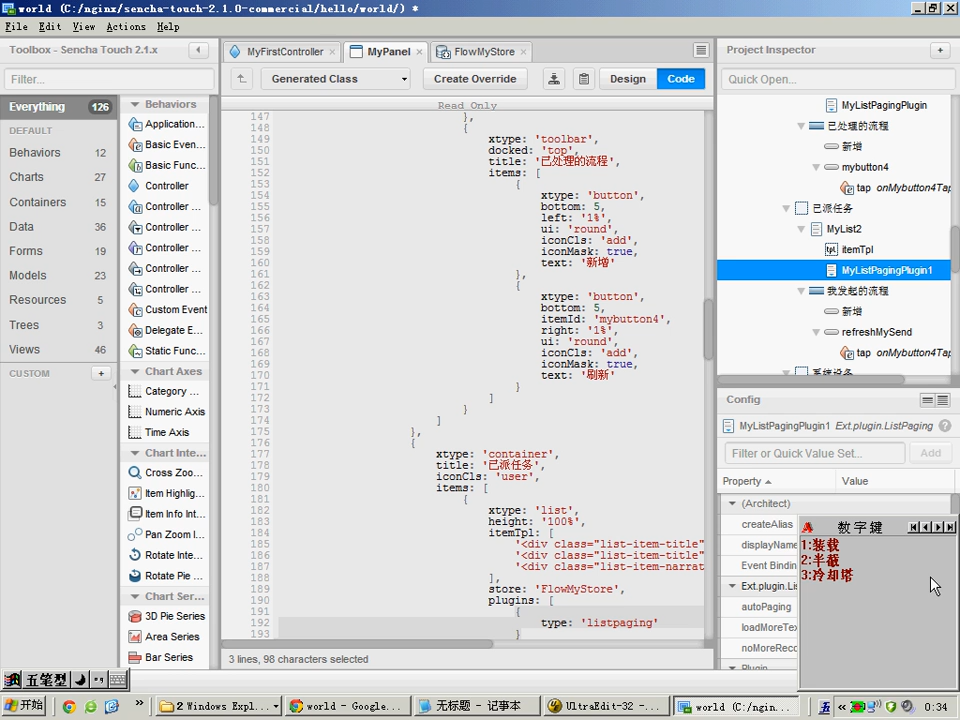 world (C:/nginx/sencha-touch-2.1.0-commercial/hello/world/) *
File Edit View Actions Help
Toolbox - Sencha Touch 2.1.x
Filter...
Everything 126
DEFAULT
Behaviors 12
Charts 27
Containers 15
Data 36
Forms 19
Models 23
Resources 5
Trees 3
Views 46
CUSTOM +
Behaviors
Application...
Basic Even...
Basic Func...
Controller
Controller ...
Controller ...
Controller ...
Controller ...
Controller ...
Custom Event
Delegate E...
Static Func...
Chart Axes
Category ...
Numeric Axis
Time Axis
Chart Inte...
Cross Zoo...
Item Highlig...
Item Info Int...
Pan Zoom I...
Rotate Inte...
Rotate Pie ...
Chart Ser...
3D Pie Series
Area Series
Bar Series
MyFirstController × MyPanel × FlowMyStore ×
Generated Class Create Override Design Code
Read Only
147 },
148 {
149 xtype: 'toolbar',
150 docked: 'top',
151 title: '已处理的流程',
152 items: [
153 {
154 xtype: 'button',
155 bottom: 5,
156 left: '1%',
157 ui: 'round',
158 iconCls: 'add',
159 iconMask: true,
160 text: '新增'
161 },
162 {
163 xtype: 'button',
164 bottom: 5,
165 itemId: 'mybutton4',
166 right: '1%',
167 ui: 'round',
168 iconCls: 'add',
169 iconMask: true,
170 text: '刷新'
171 }
172 ]
173 }
174 ]
175 },
176 {
177 xtype: 'container',
178 title: '已派任务',
179 iconCls: 'user',
180 items: [
181 {
182 xtype: 'list',
183 height: '100%',
184 itemTpl: [
185 '<div class="list-item-title"
186 '<div class="list-item-title"
187 '<div class="list-item-narrat
188 ],
189 store: 'FlowMyStore',
190 plugins: [
191 {
192 type: 'listpaging'
193 }
3 lines, 98 characters selected
Project Inspector +
Quick Open...
MyListPagingPlugin
已处理的流程
新增
mybutton4
tap onMybutton4Tap
已派任务
MyList2
itemTpl
MyListPagingPlugin1
我发起的流程
新增
refreshMySend
tap onMybutton4Tap
系统设备
Config
MyListPagingPlugin1 Ext.plugin.ListPaging ?
Filter or Quick Value Set... Add
Property Value
(Architect)
createAlias
displayName
Event Binding
Ext.plugin.Lis
autoPaging
loadMoreTex
noMoreReco
Plugin
数字键
1:装载
2:半截
3:冷却塔
五笔型
开始
»
2 Windows Expl...
world - Google...
无标题 - 记事本
UltraEdit-32 - ...
world (C:/ngin...
五 « 0:34